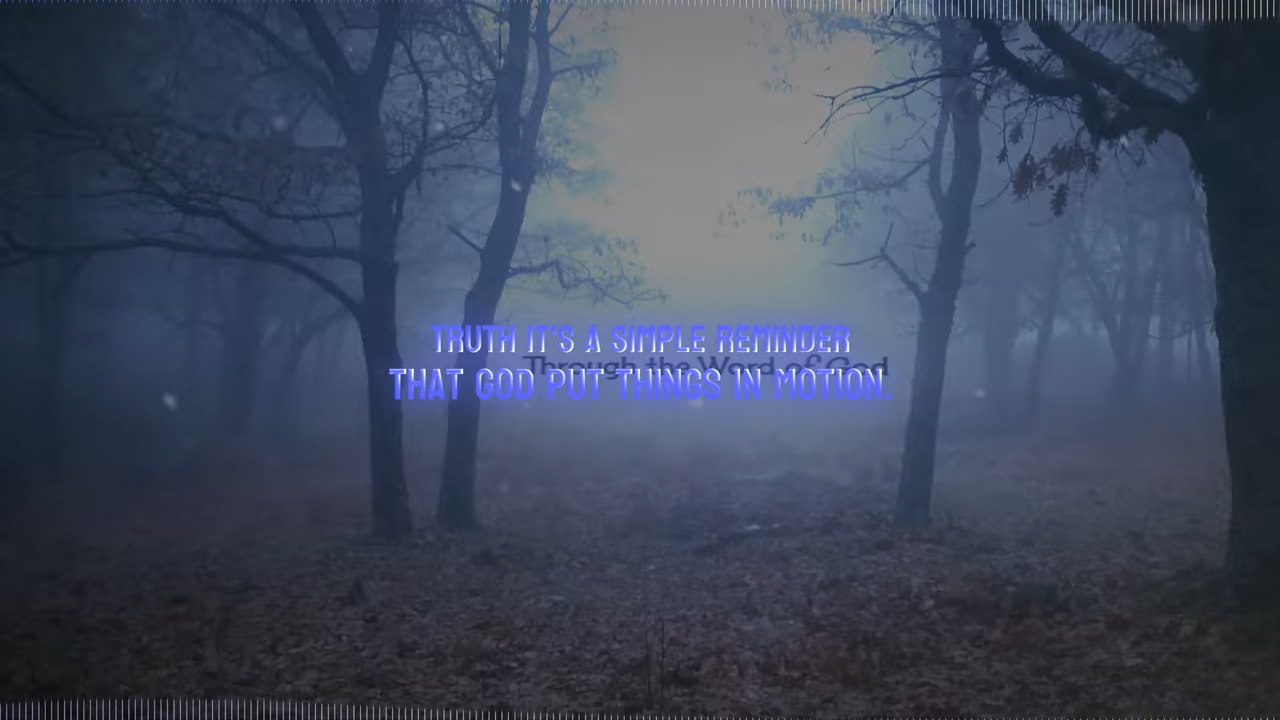 TRUTH IT'S A SIMPLE REMINDER
Through the Word of God
THAT GOD PUT THINGS IN MOTION.